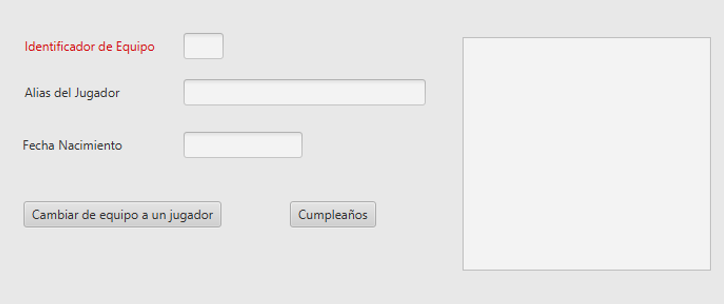 Identificador de Equipo
Alias del Jugador
Fecha Nacimiento
Cambiar de equipo a un jugador
Cumpleaños